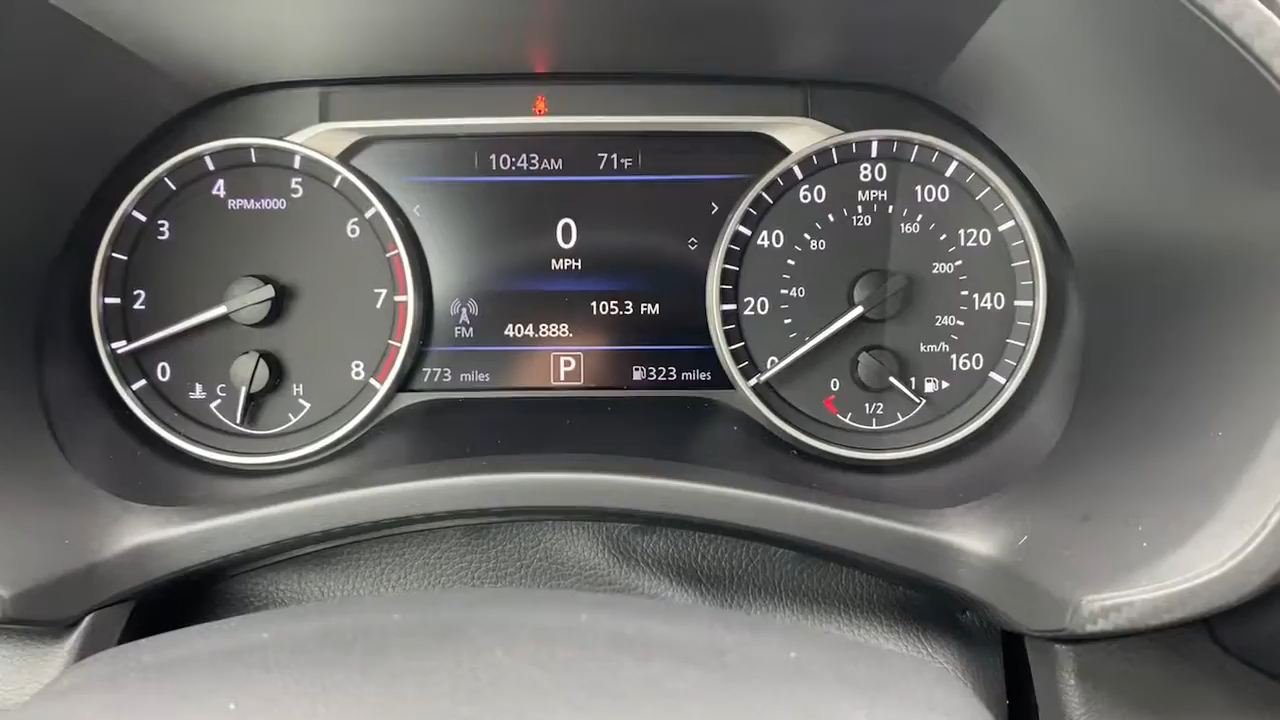 10:43AM 71°F
4 5
RPMx1000
3 6
2 7
0 8
C H
0
MPH
105.3 FM
FM
404.888.
773 miles
P
323 miles
80
MPH
60 100
40 120
20 140
0 160
120 160
80 200
40 240
km/h
0 1
1/2